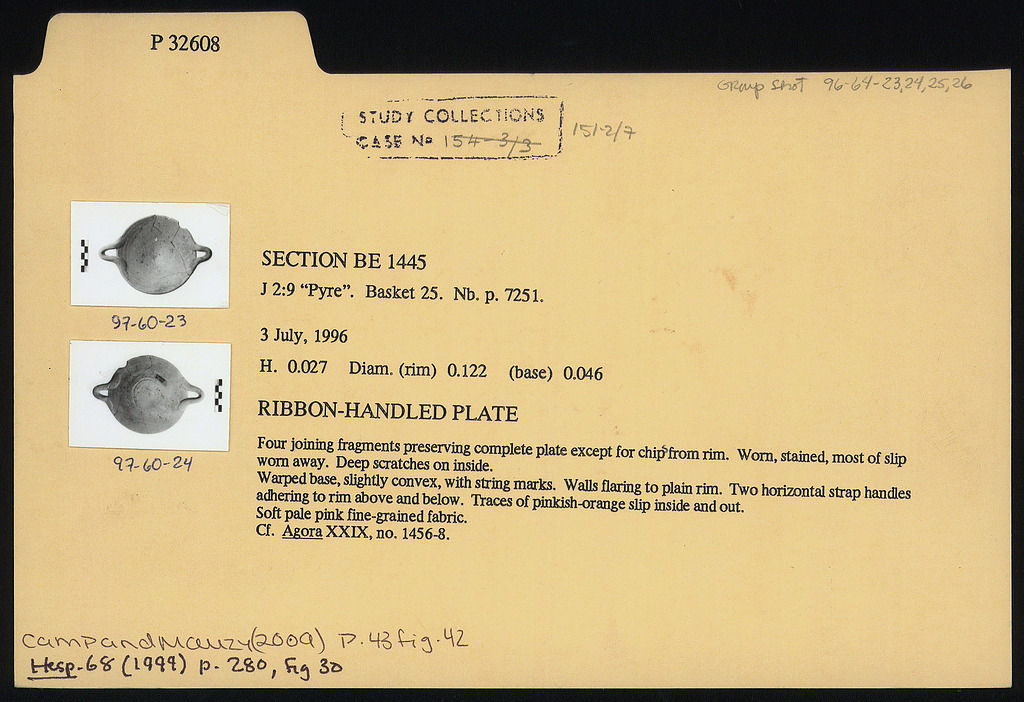 P 32608
Group Shot 96-64-23,24,25,26
STUDY COLLECTIONS
CASE No 154-3/3 151-2/7
SECTION BE 1445
J 2:9 “Pyre”. Basket 25. Nb. p. 7251.
97-60-23
3 July, 1996
H. 0.027 Diam. (rim) 0.122 (base) 0.046
RIBBON-HANDLED PLATE
Four joining fragments preserving complete plate except for chip from rim. Worn, stained, most of slip
worn away. Deep scratches on inside.
97-60-24
Warped base, slightly convex, with string marks. Walls flaring to plain rim. Two horizontal strap handles
adhering to rim above and below. Traces of pinkish-orange slip inside and out.
Soft pale pink fine-grained fabric.
Cf. Agora XXIX, no. 1456-8.
Camp and Mauzy (2009) P. 43 fig. 42
Hesp. 68 (1999) p. 280, fig 30